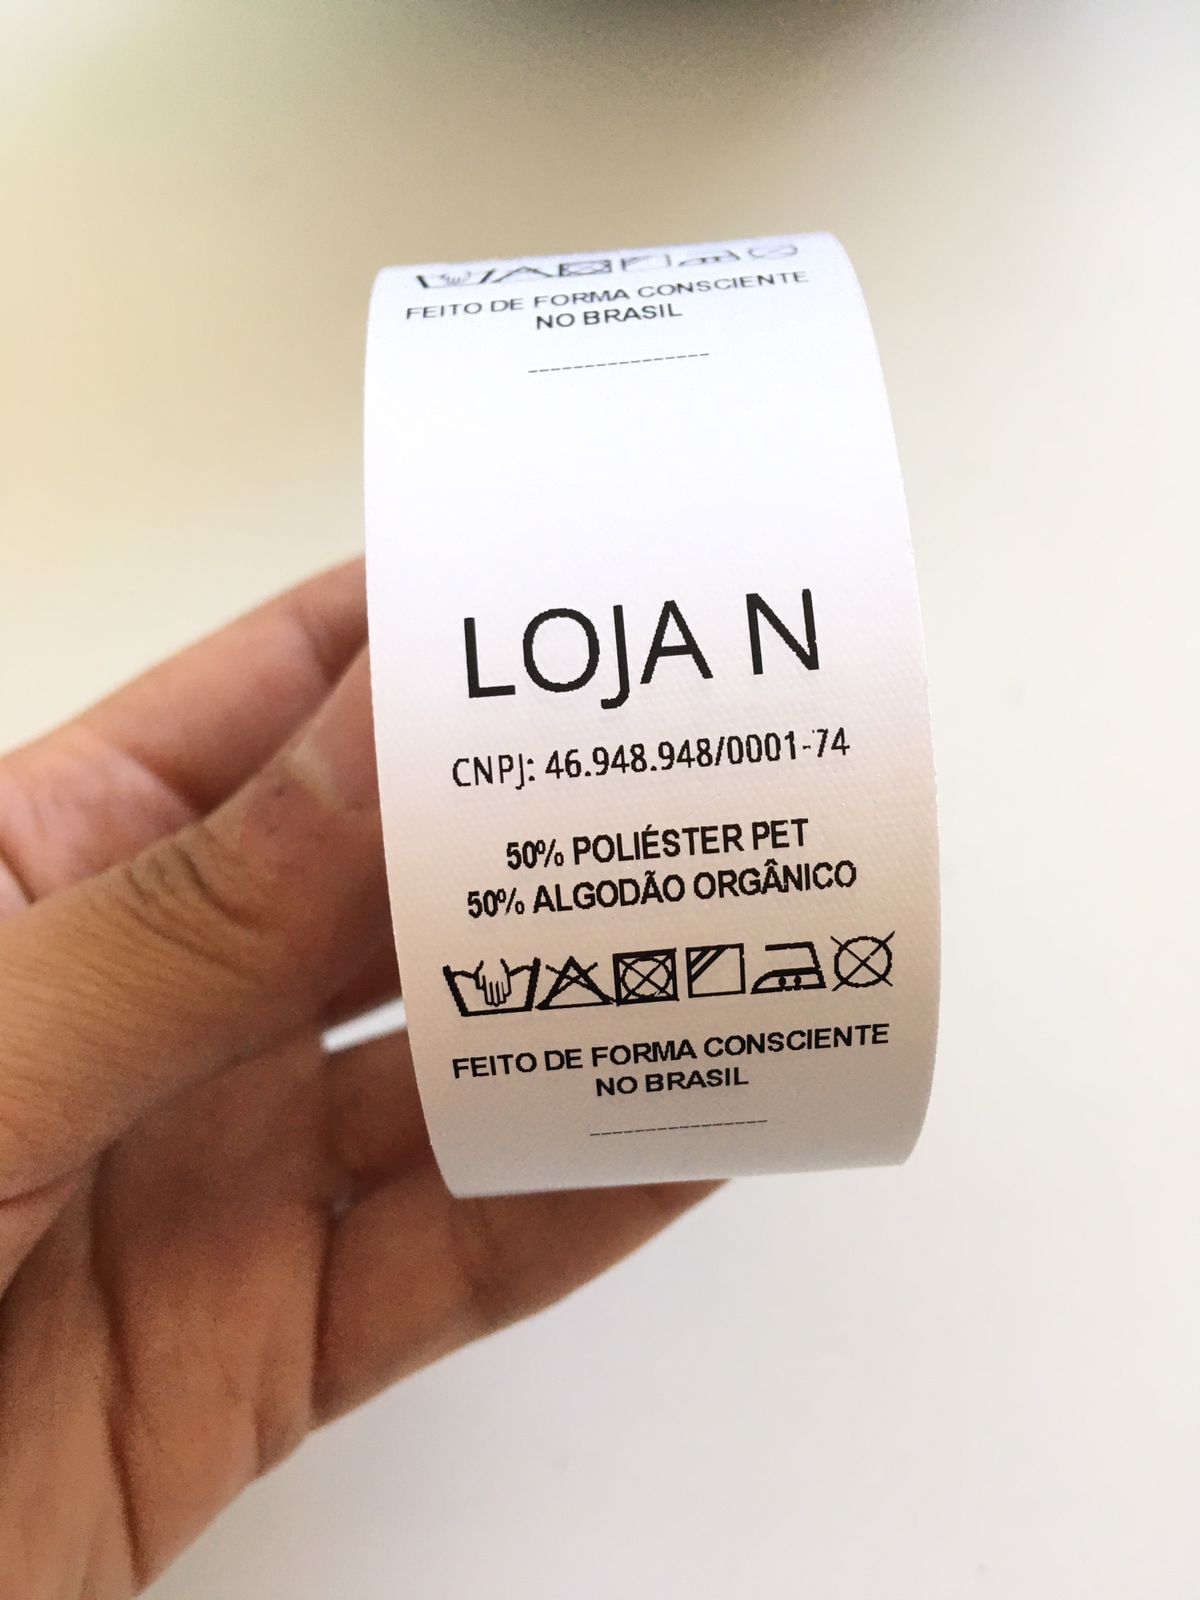 FEITO DE FORMA CONSCIENTE
NO BRASIL
----------------
LOJA N
CNPJ: 46.948.948/0001-74
50% POLIÉSTER PET
50% ALGODÃO ORGÂNICO
FEITO DE FORMA CONSCIENTE
NO BRASIL
----------------